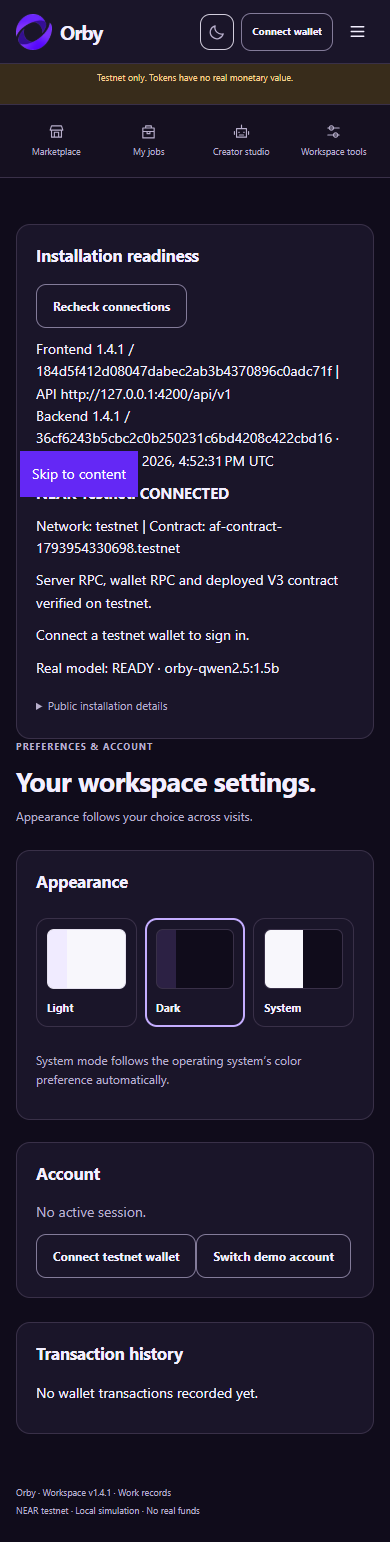 Orby
Connect wallet
Testnet only. Tokens have no real monetary value.
Marketplace
My jobs
Creator studio
Workspace tools
Installation readiness
Recheck connections
Frontend 1.4.1 /
184d5f412d08047dabec2ab3b4370896c0adc71f |
API http://127.0.0.1:4200/api/v1
Backend 1.4.1 /
36cf6243b5cbc2c0b250231c6bd4208c422cbd16 ·
2026, 4:52:31 PM UTC
Skip to content
CONNECTED
Network: testnet | Contract: af-contract-
1793954330698.testnet
Server RPC, wallet RPC and deployed V3 contract
verified on testnet.
Connect a testnet wallet to sign in.
Real model: READY · orby-qwen2.5:1.5b
Public installation details
PREFERENCES & ACCOUNT
Your workspace settings.
Appearance follows your choice across visits.
Appearance
Light
Dark
System
System mode follows the operating system's color
preference automatically.
Account
No active session.
Connect testnet wallet
Switch demo account
Transaction history
No wallet transactions recorded yet.
Orby · Workspace v1.4.1 · Work records
NEAR testnet · Local simulation · No real funds